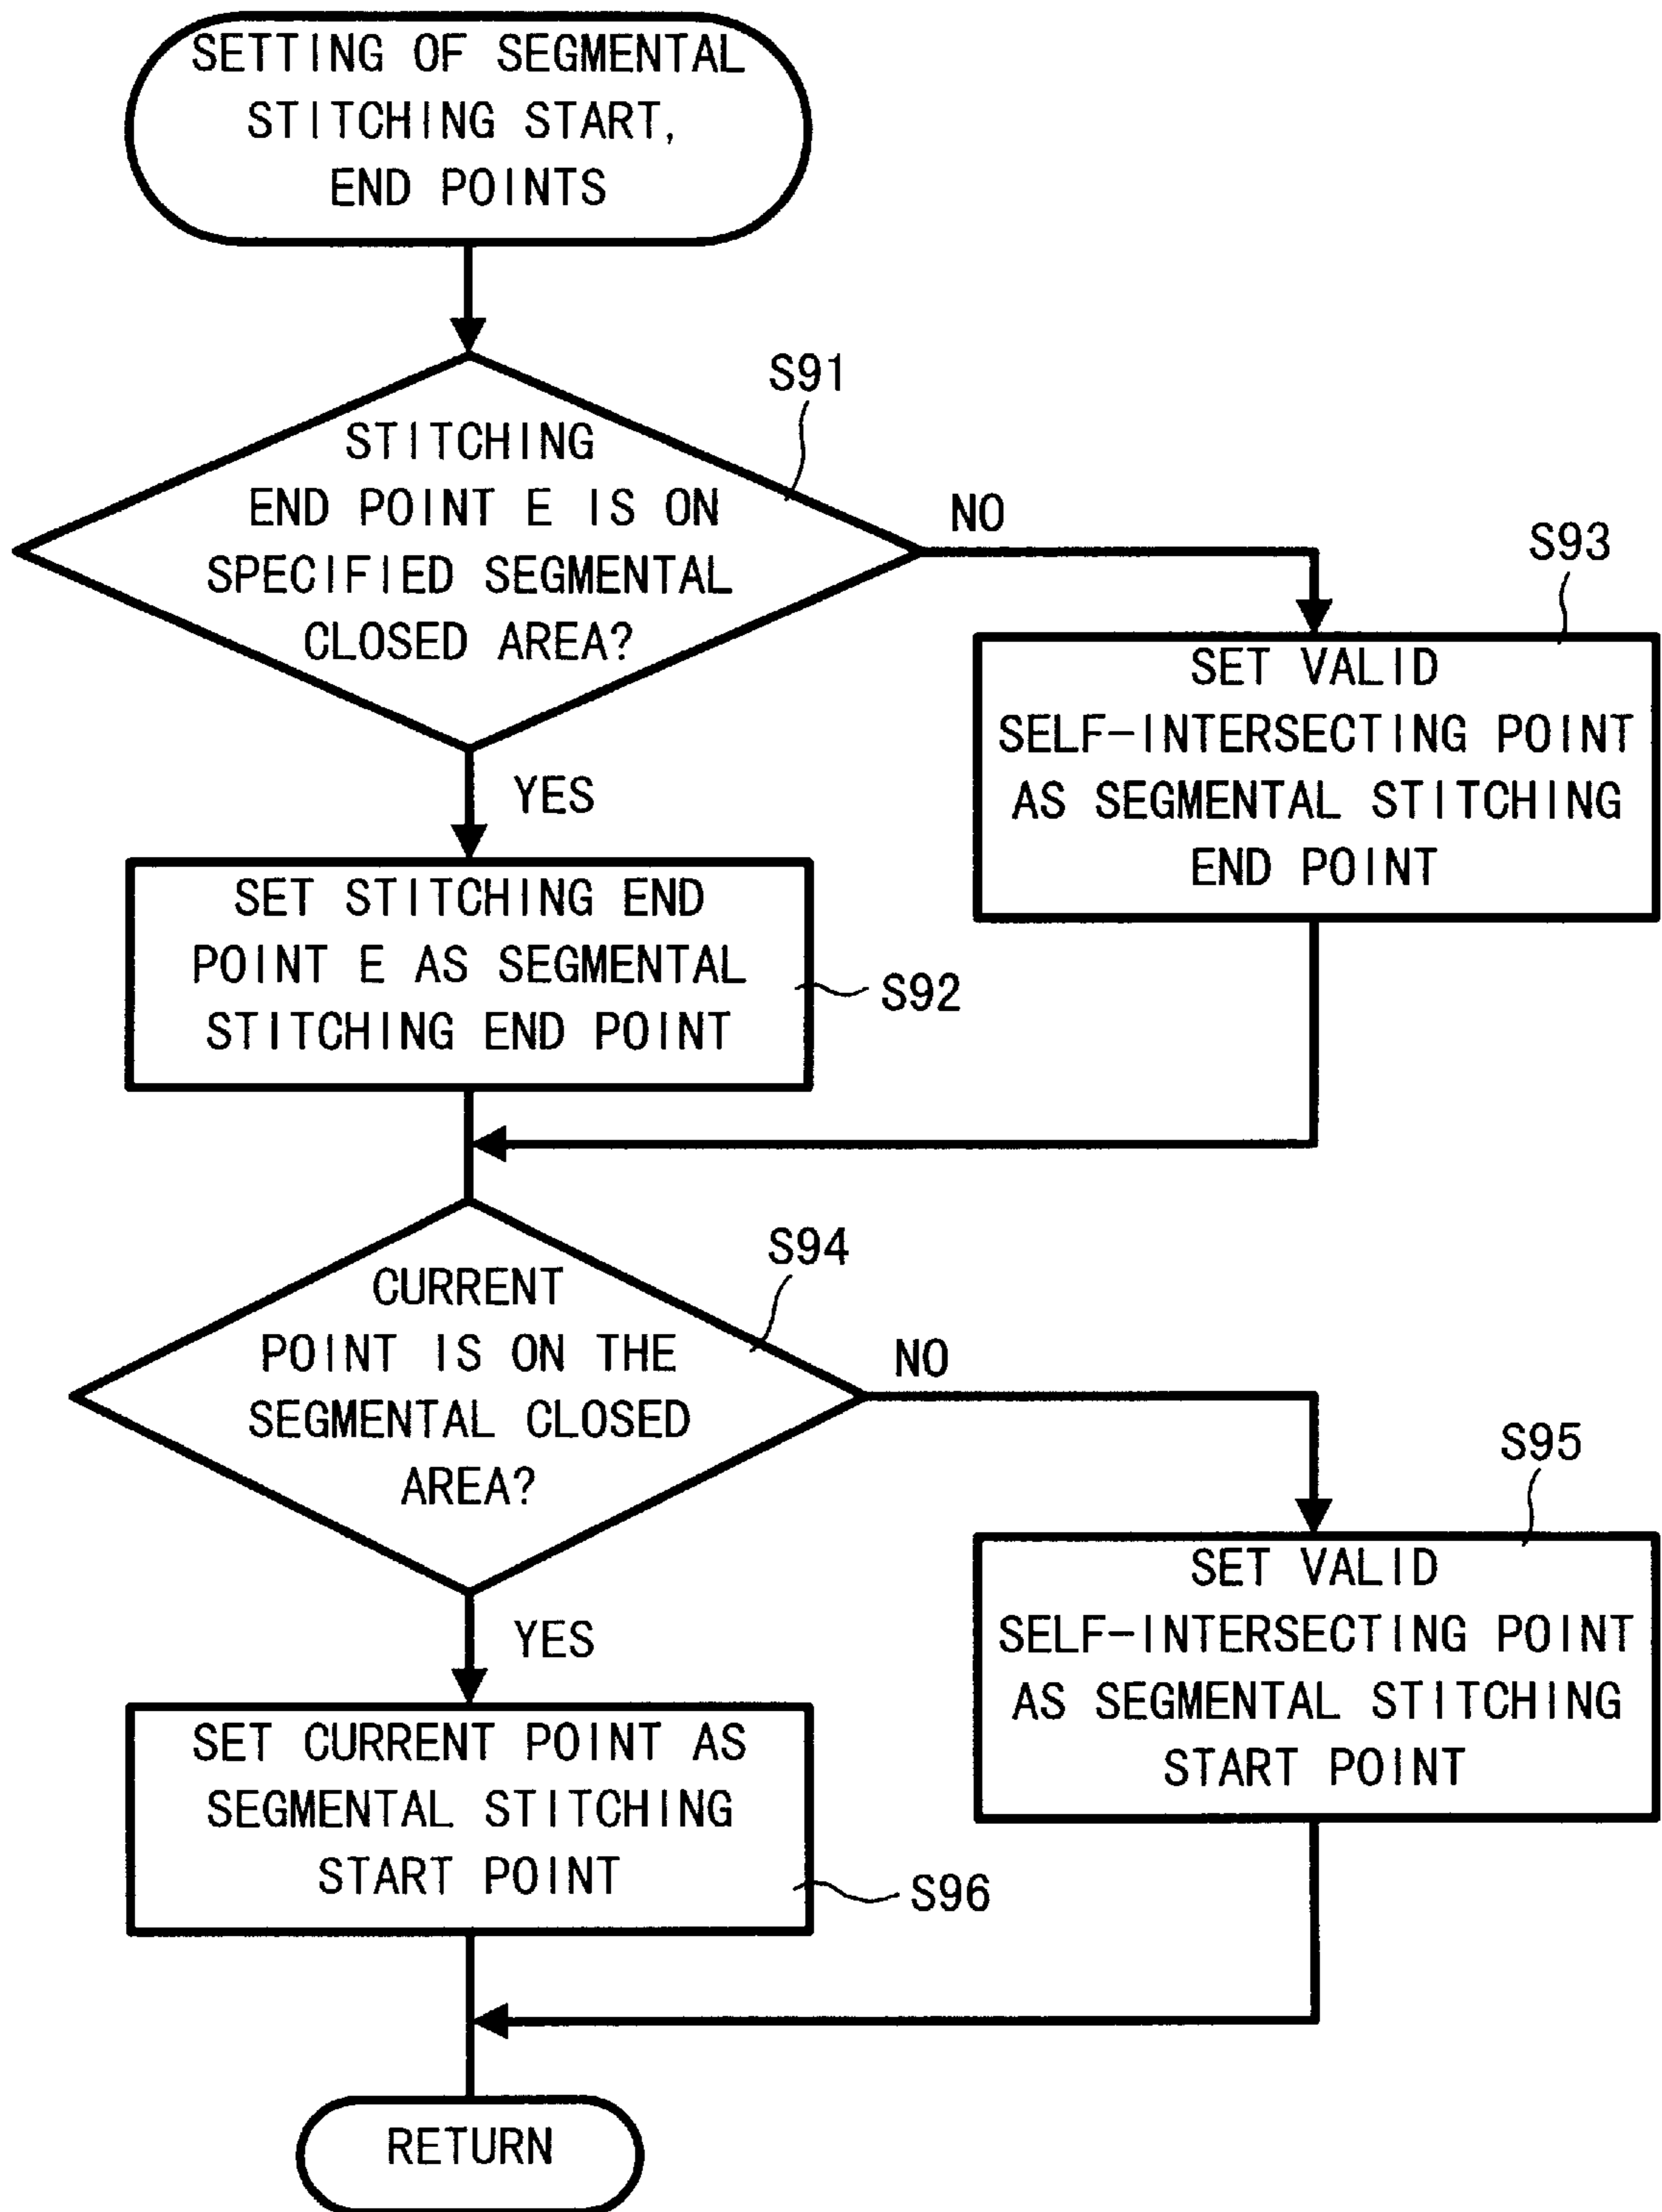 SETTING OF SEGMENTAL
STITCHING START,
END POINTS
S91
STITCHING
END POINT E IS ON
SPECIFIED SEGMENTAL
CLOSED AREA?
NO
S93
SET VALID
SELF-INTERSECTING POINT
AS SEGMENTAL STITCHING
END POINT
YES
SET STITCHING END
POINT E AS SEGMENTAL
STITCHING END POINT
S92
S94
CURRENT
POINT IS ON THE
SEGMENTAL CLOSED
AREA?
NO
S95
SET VALID
SELF-INTERSECTING POINT
AS SEGMENTAL STITCHING
START POINT
YES
SET CURRENT POINT AS
SEGMENTAL STITCHING
START POINT
S96
RETURN